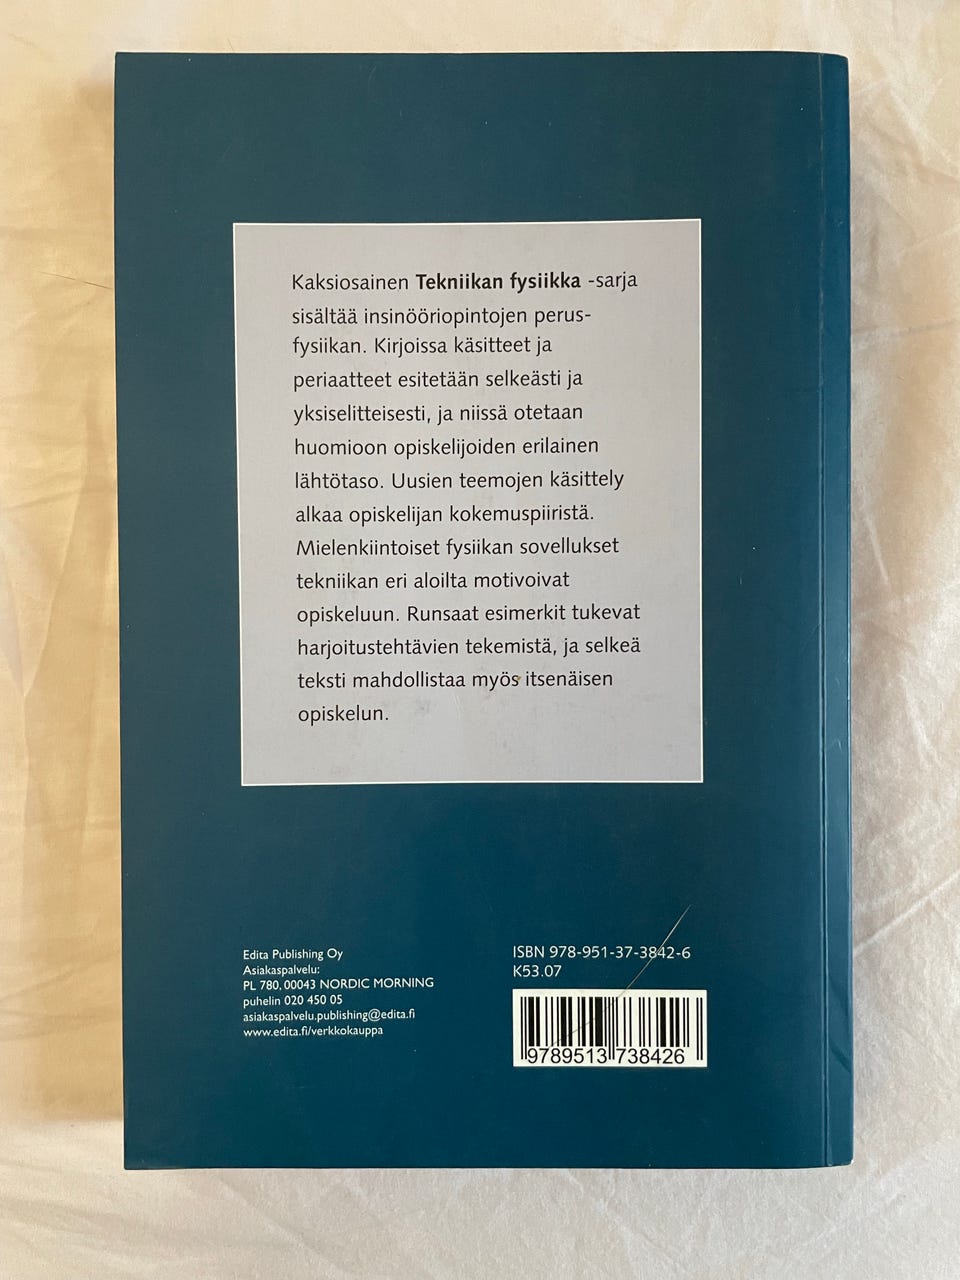 Kaksiosainen Tekniikan fysiikka -sarja
sisältää insinööriopintojen perus-
fysiikan. Kirjoissa käsitteet ja
periaatteet esitetään selkeästi ja
yksiselitteisesti, ja niissä otetaan
huomioon opiskelijoiden erilainen
lähtötaso. Uusien teemojen käsittely
alkaa opiskelijan kokemuspiiristä.
Mielenkiintoiset fysiikan sovellukset
tekniikan eri aloilta motivoivat
opiskeluun. Runsaat esimerkit tukevat
harjoitustehtävien tekemistä, ja selkeä
teksti mahdollistaa myös itsenäisen
opiskelun.
Edita Publishing Oy
Asiakaspalvelu:
PL 780, 00043 NORDIC MORNING
puhelin 020 450 05
asiakaspalvelu.publishing@edita.fi
www.edita.fi/verkkokauppa
ISBN 978-951-37-3842-6
K53.07
9789513738426